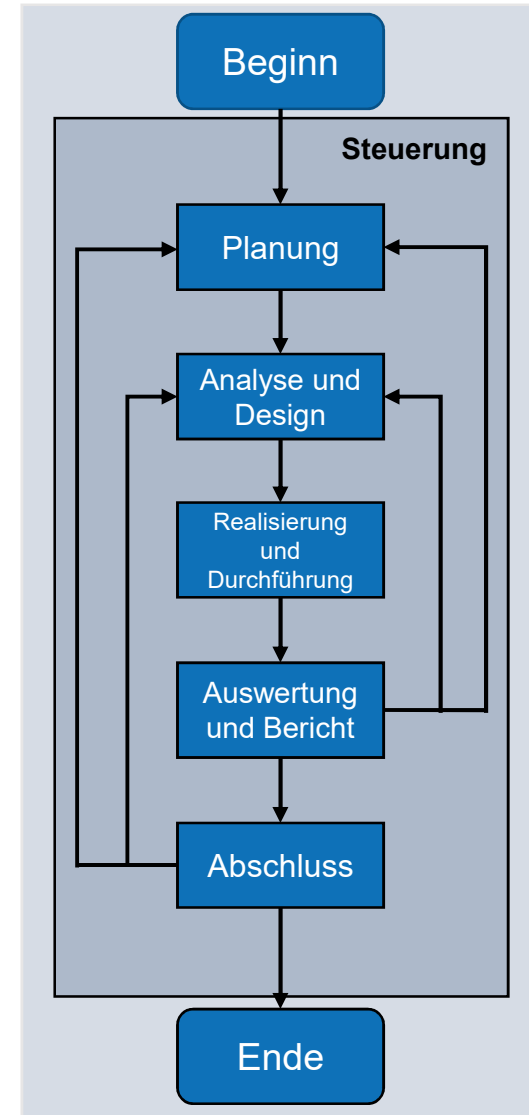 Beginn
Steuerung
Planung
Analyse und
Design
Realisierung
und
Durchführung
Auswertung
und Bericht
Abschluss
Ende